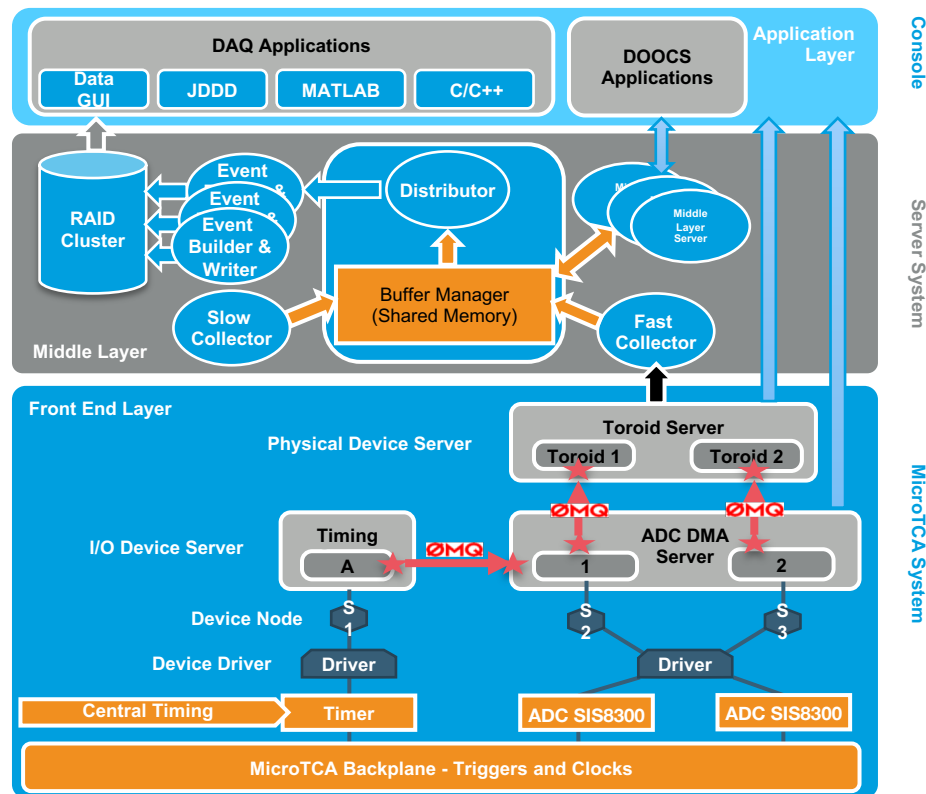 DAQ Applications
Data
GUI
JDDD
MATLAB
C/C++
DOOCS
Applications
Application
Layer
Console
RAID
Cluster
Event
&
Event
&
Event
Builder &
Writer
Distributor
Middle
Layer
Server
Buffer Manager
(Shared Memory)
Slow
Collector
Fast
Collector
Middle Layer
Server System
Front End Layer
Physical Device Server
Toroid Server
Toroid 1
Toroid 2
ØMQ
ØMQ
I/O Device Server
Timing
A
ØMQ
ADC DMA
Server
1
2
Device Node
S
1
S
2
S
3
Device Driver
Driver
Driver
Central Timing
Timer
ADC SIS8300
ADC SIS8300
MicroTCA Backplane - Triggers and Clocks
MicroTCA System